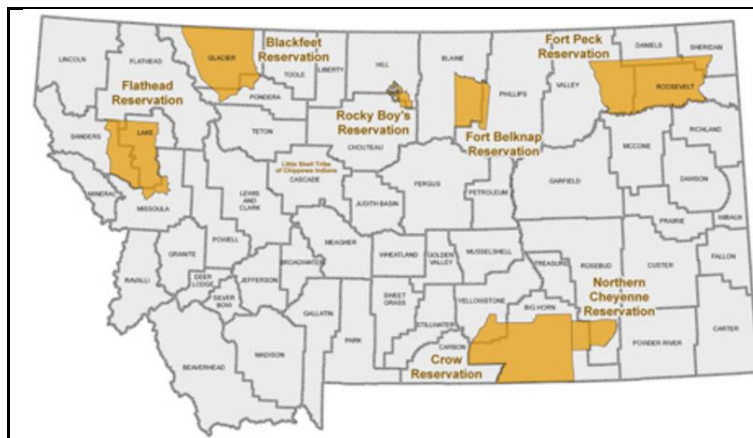 LINCOLN
FLATHEAD
GLACIER
Blackfeet
Reservation
TOOLE
LIBERTY
HILL
BLAINE
Fort Peck
Reservation
DANIELS
SHERIDAN
PONDERA
PHILLIPS
VALLEY
ROOSEVELT
Flathead
Reservation
Rocky Boy's
Reservation
Fort Belknap
Reservation
SANDERS
LAKE
TETON
CHOUTEAU
RICHLAND
MCCONE
Little Shell Tribe
of Chippewa Indians
CASCADE
FERGUS
GARFIELD
DAWSON
MINERAL
MISSOULA
LEWIS
AND
CLARK
JUDITH BASIN
PETROLEUM
PRAIRIE
WIBAUX
POWELL
GRANITE
MEAGHER
WHEATLAND
GOLDEN
VALLEY
MUSSELSHELL
TREASURE
ROSEBUD
CUSTER
FALLON
RAVALLI
DEER
LODGE
JEFFERSON
BROADWATER
SILVER
BOW
Northern
Cheyenne
Reservation
GALLATIN
PARK
SWEET
GRASS
STILLWATER
YELLOWSTONE
BIG HORN
CARBON
POWDER RIVER
CARTER
BEAVERHEAD
MADISON
Crow
Reservation